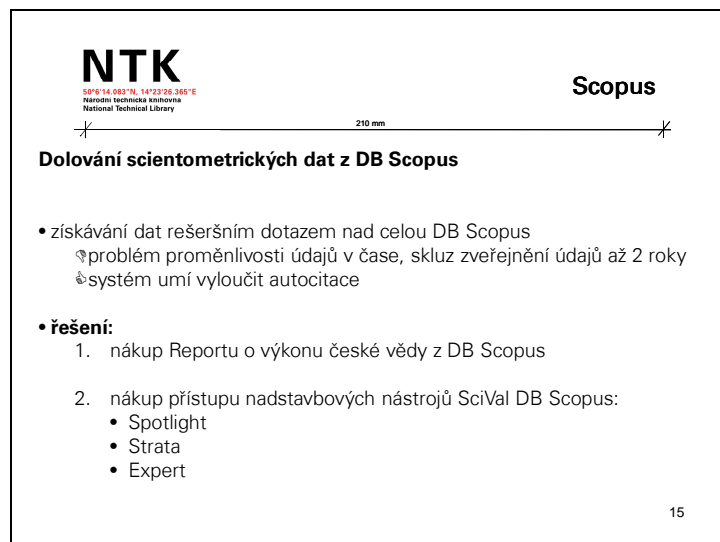 NTK
50°6'14.083"N, 14°23'26.365"E
Národní technická knihovna
National Technical Library
Scopus
210 mm
Dolování scientometrických dat z DB Scopus
• získávání dat rešeršním dotazem nad celou DB Scopus
👎problém proměnlivosti údajů v čase, skluz zveřejnění údajů až 2 roky
👍systém umí vyloučit autocitace
• řešení:
1. nákup Reportu o výkonu české vědy z DB Scopus
2. nákup přístupu nadstavbových nástrojů SciVal DB Scopus:
• Spotlight
• Strata
• Expert
15